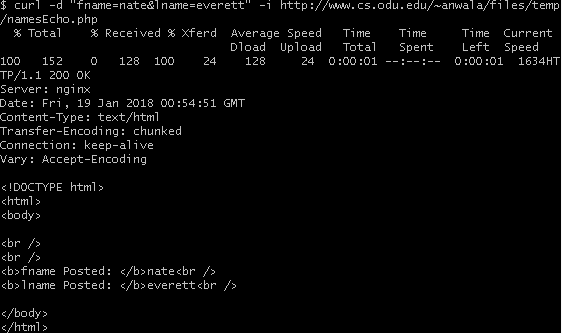 $ curl -d "fname=nate&lname=everett" -i http://www.cs.odu.edu/~anwala/files/temp
/namesEcho.php
  % Total    % Received % Xferd  Average Speed   Time    Time     Time  Current
                                 Dload  Upload   Total   Spent    Left  Speed
100   152    0   128  100    24    128     24  0:00:01 --:--:--  0:00:01  1634HT
TP/1.1 200 OK
Server: nginx
Date: Fri, 19 Jan 2018 00:54:51 GMT
Content-Type: text/html
Transfer-Encoding: chunked
Connection: keep-alive
Vary: Accept-Encoding
<!DOCTYPE html>
<html>
<body>
<br />
<br />
<b>fname Posted: </b>nate<br />
<b>lname Posted: </b>everett<br />
</body>
</html>